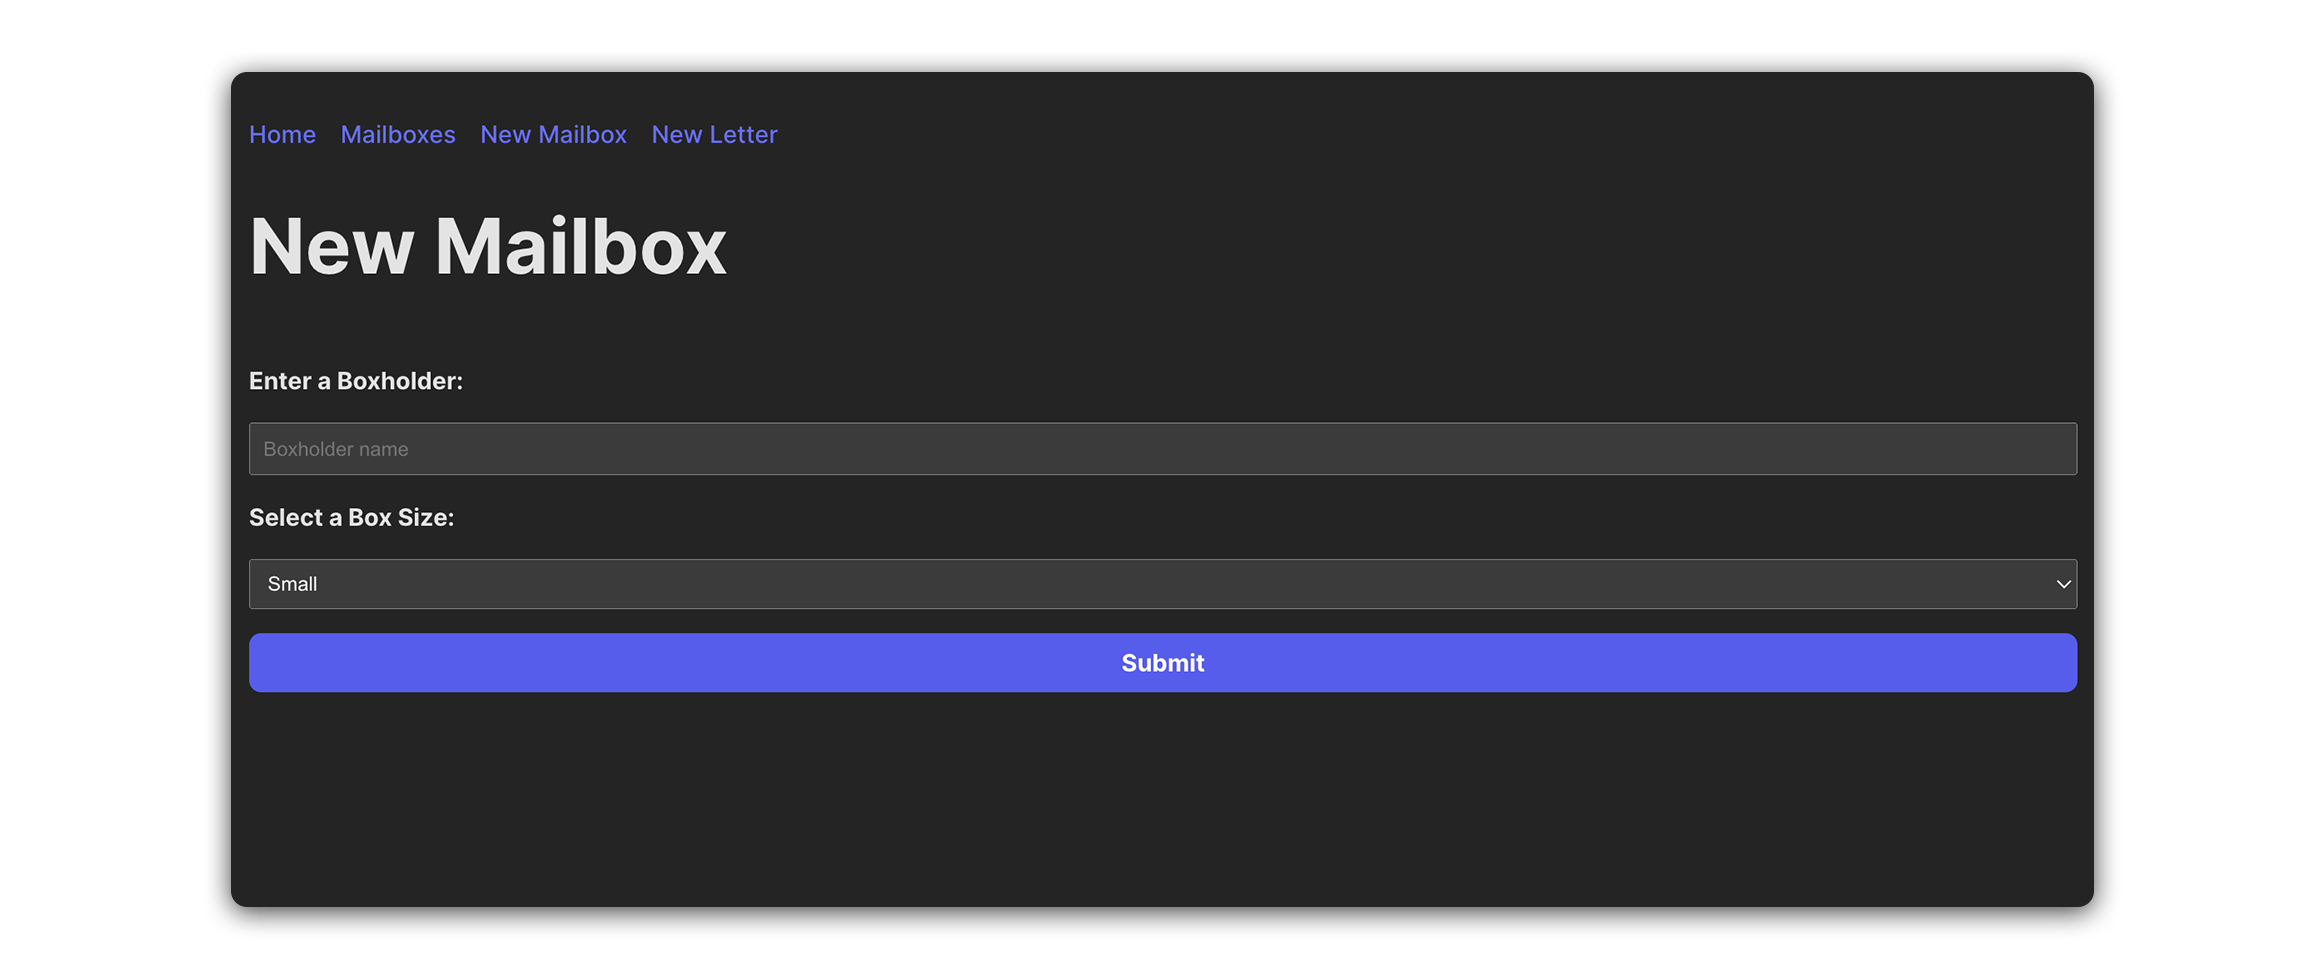 Home Mailboxes New Mailbox New Letter
New Mailbox
Enter a Boxholder:
Boxholder name
Select a Box Size:
Small
Submit